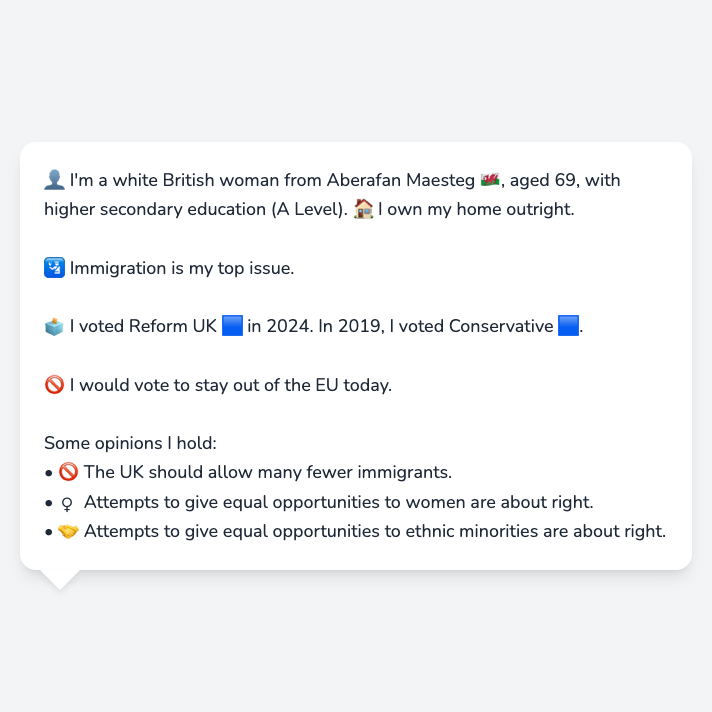 👤 I'm a white British woman from Aberafan Maesteg 🏴󠁧󠁢󠁷󠁬󠁳󠁿, aged 69, with
higher secondary education (A Level). 🏠 I own my home outright.
🛂 Immigration is my top issue.
🗳️ I voted Reform UK 🟦 in 2024. In 2019, I voted Conservative 🟦.
🚫 I would vote to stay out of the EU today.
Some opinions I hold:
• 🚫 The UK should allow many fewer immigrants.
• ♀ Attempts to give equal opportunities to women are about right.
• 🤝 Attempts to give equal opportunities to ethnic minorities are about right.